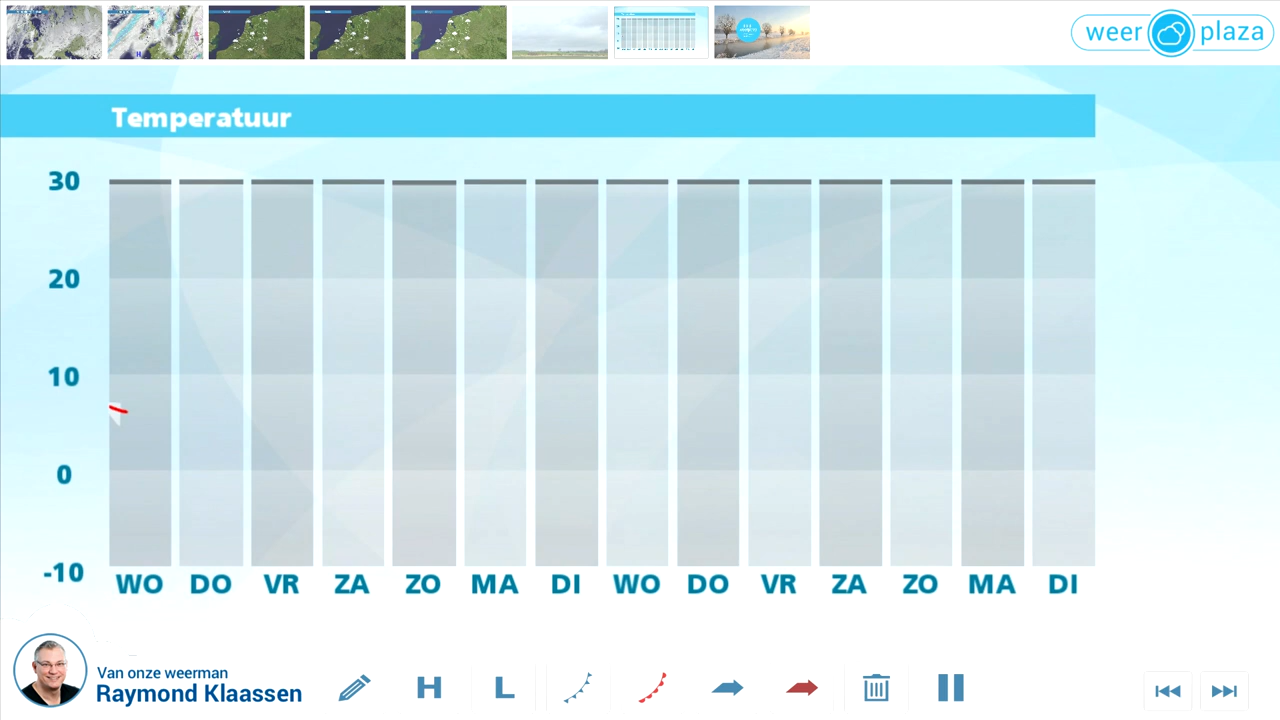 weer plaza
Temperatuur
30
20
10
0
-10
WO DO VR ZA ZO MA DI WO DO VR ZA ZO MA DI
Van onze weerman
Raymond Klaassen
H L